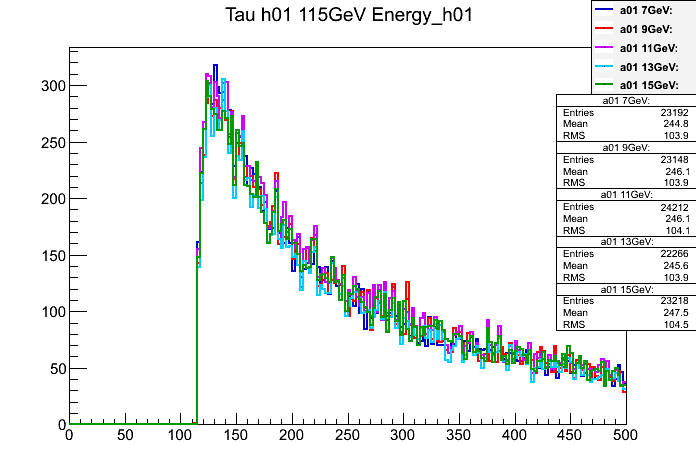 Tau h01 115GeV Energy_h01
a01 7GeV:
a01 9GeV:
a01 11GeV:
a01 13GeV:
a01 15GeV:
a01 7GeV:
Entries 23192
Mean 244.8
RMS 103.9
a01 9GeV:
Entries 23148
Mean 246.1
RMS 103.9
a01 11GeV:
Entries 24212
Mean 246.1
RMS 104.1
a01 13GeV:
Entries 22266
Mean 245.6
RMS 103.9
a01 15GeV:
Entries 23218
Mean 247.5
RMS 104.5
300
250
200
150
100
50
0
0 50 100 150 200 250 300 350 400 450 500